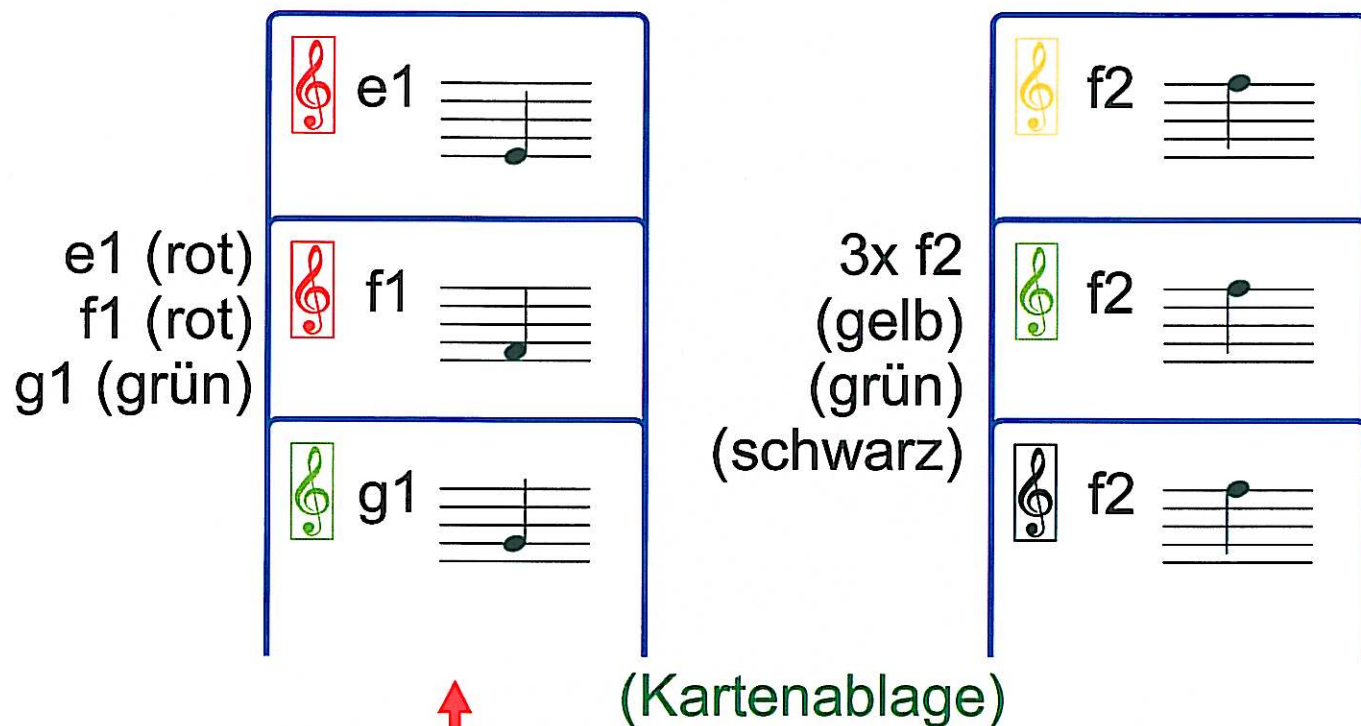 e1
f1
g1
e1 (rot)
f1 (rot)
g1 (grün)
f2
f2
f2
3x f2
(gelb)
(grün)
(schwarz)
(Kartenablage)